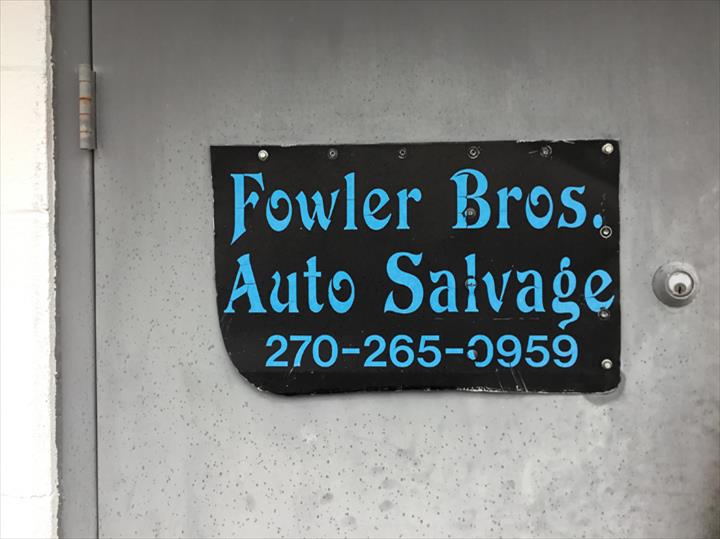 Fowler Bros.
Auto Salvage
270-265-0959